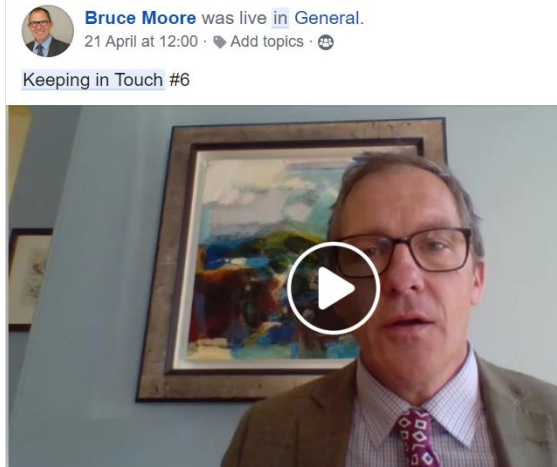 Bruce Moore was live in General.
21 April at 12:00 · Add topics ·
Keeping in Touch #6